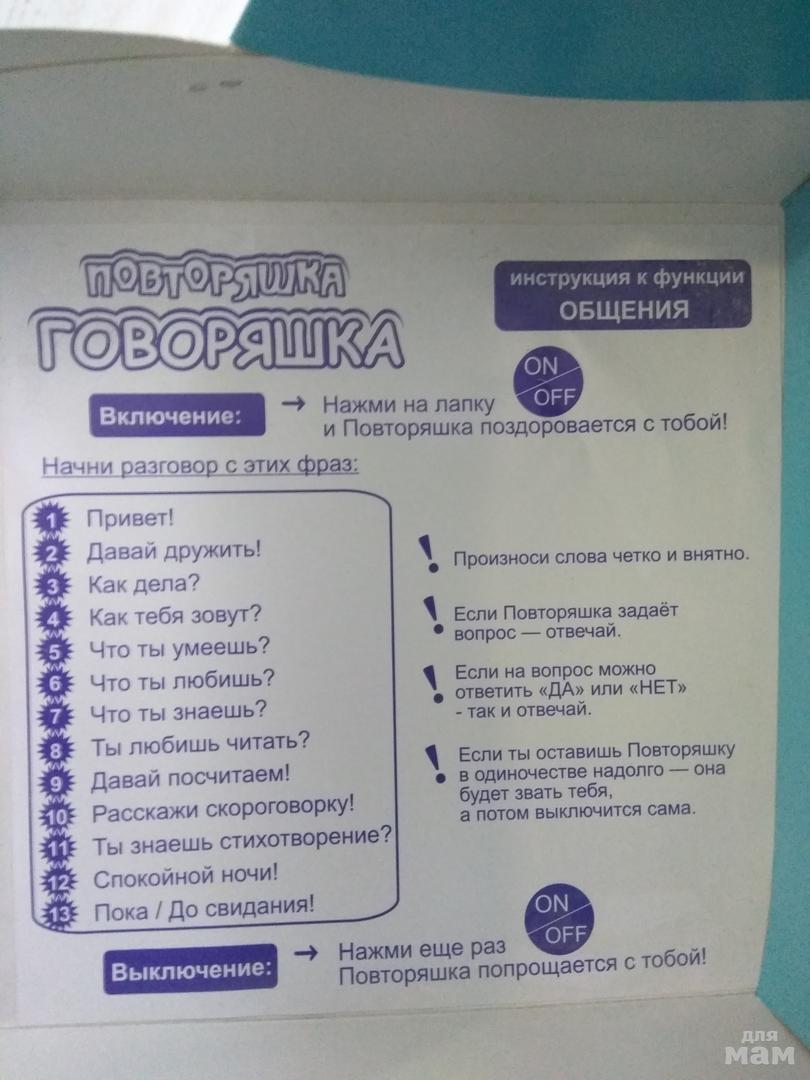 ПОВТОРЯШКА
ГОВОРЯШКА
инструкция к функции
ОБЩЕНИЯ
Включение:
→ Нажми на лапку
ON
OFF
и Повторяшка поздоровается с тобой!
Начни разговор с этих фраз:
1 Привет!
2 Давай дружить!
3 Как дела?
4 Как тебя зовут?
5 Что ты умеешь?
6 Что ты любишь?
7 Что ты знаешь?
8 Ты любишь читать?
9 Давай посчитаем!
10 Расскажи скороговорку!
11 Ты знаешь стихотворение?
12 Спокойной ночи!
13 Пока / До свидания!
! Произноси слова четко и внятно.
! Если Повторяшка задаёт
вопрос — отвечай.
! Если на вопрос можно
ответить «ДА» или «НЕТ»
- так и отвечай.
! Если ты оставишь Повторяшку
в одиночестве надолго — она
будет звать тебя,
а потом выключится сама.
Выключение:
→ Нажми еще раз
ON
OFF
Повторяшка попрощается с тобой!
для
мам